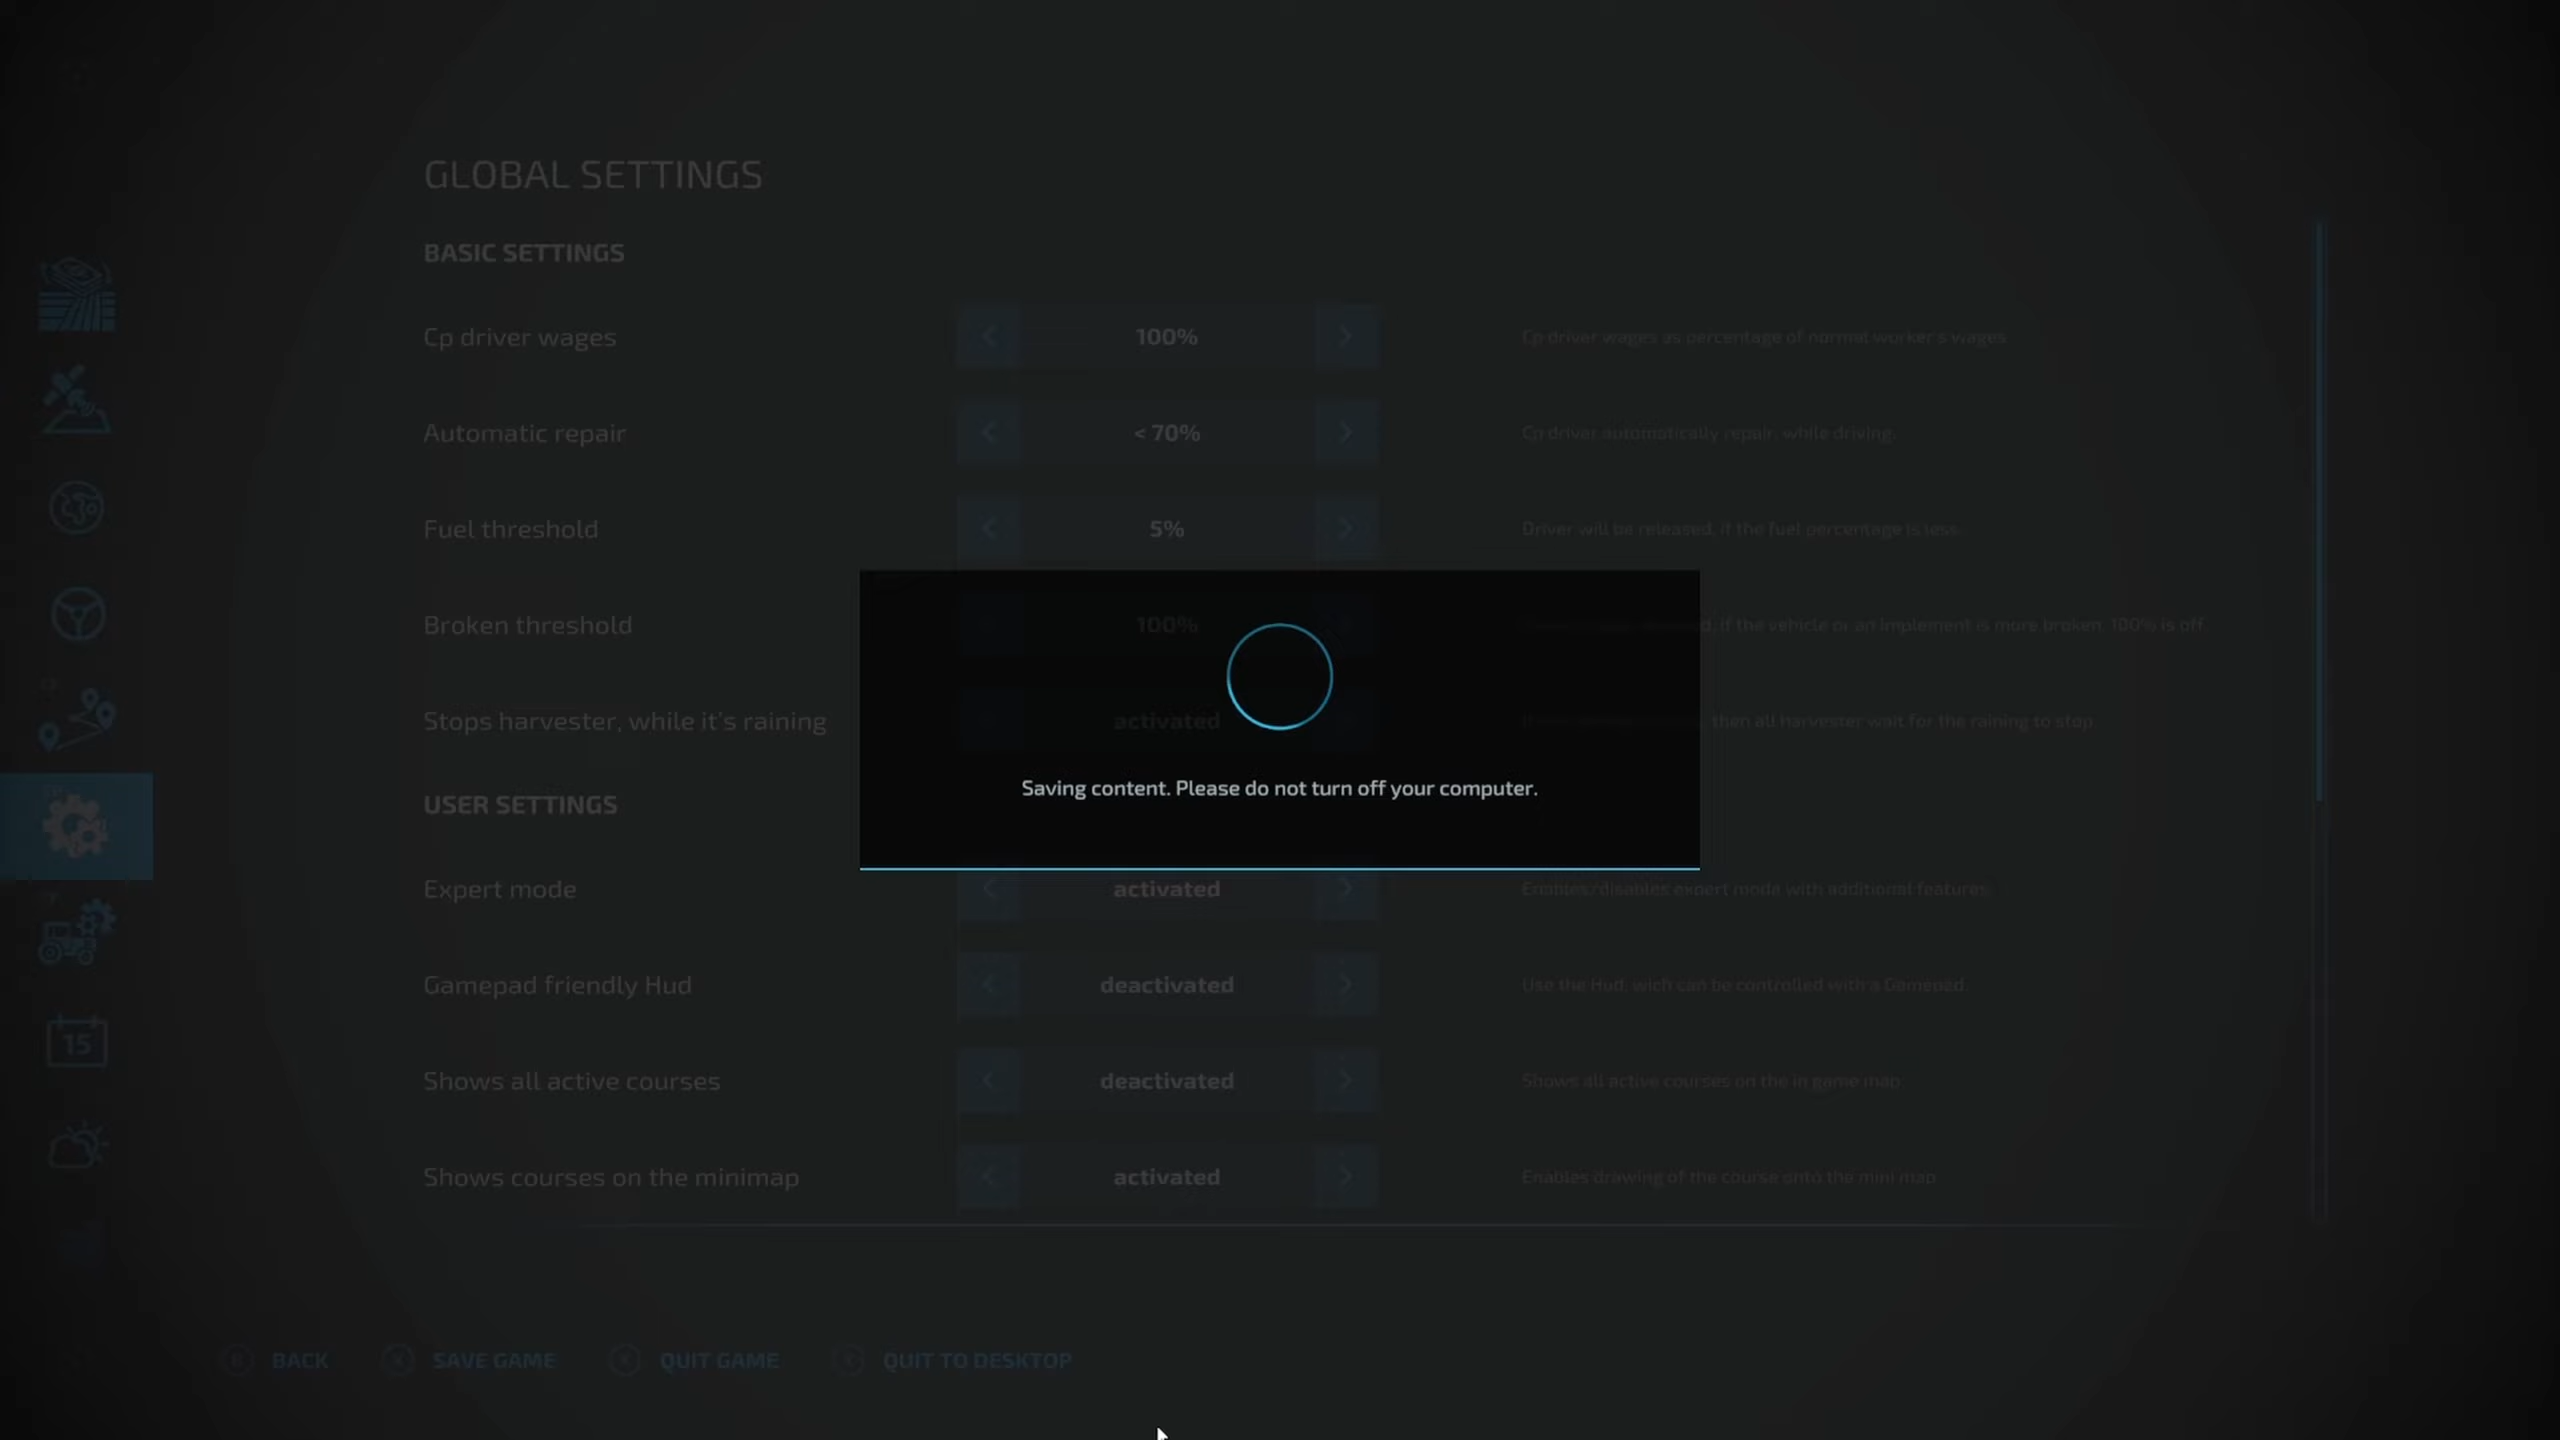 GLOBAL SETTINGS
BASIC SETTINGS
Cp driver wages 100% Cp driver wages as percentage of normal worker's wages
Automatic repair < 70% Cp driver automatically repair, while driving.
Fuel threshold 5% Driver will be released, if the fuel percentage is less
Broken threshold 100% if the vehicle or an implement is more broken. 100% is off.
Stops harvester, while it's raining activated then all harvester wait for the raining to stop.
Saving content. Please do not turn off your computer.
USER SETTINGS
Expert mode activated Enables/disables expert mode with additional features.
Gamepad friendly Hud deactivated Use the Hud, wich can be controlled with a Gamepad.
Shows all active courses deactivated Shows all active courses on the in game map
Shows courses on the minimap activated Enables drawing of the course onto the mini map
15
BACK SAVE GAME QUIT GAME QUIT TO DESKTOP